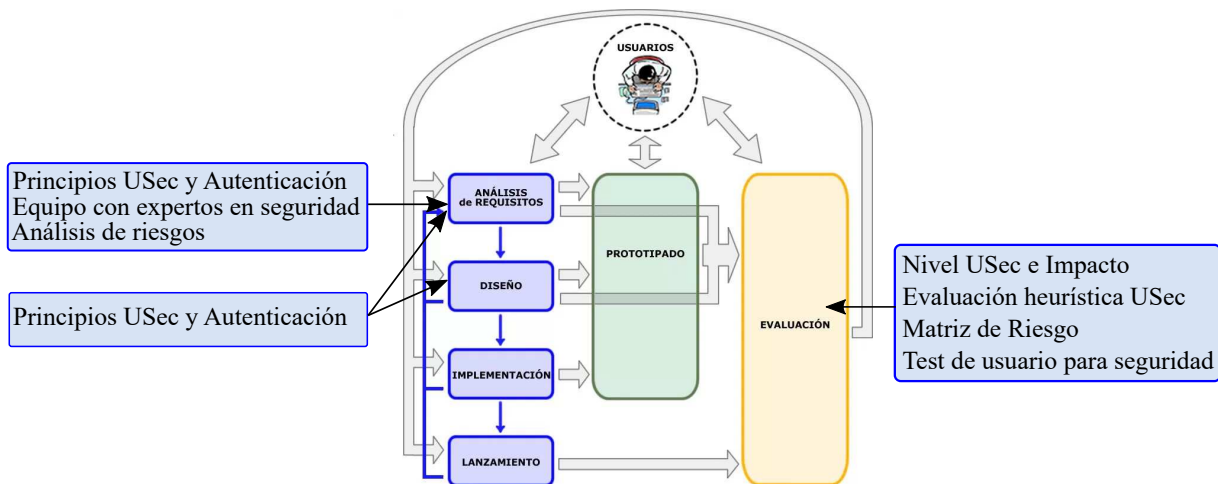 USUARIOS
Principios USec y Autenticación
Equipo con expertos en seguridad
Análisis de riesgos
Principios USec y Autenticación
ANÁLISIS
de REQUISITOS
DISEÑO
IMPLEMENTACIÓN
LANZAMIENTO
PROTOTIPADO
EVALUACIÓN
Nivel USec e Impacto
Evaluación heurística USec
Matriz de Riesgo
Test de usuario para seguridad